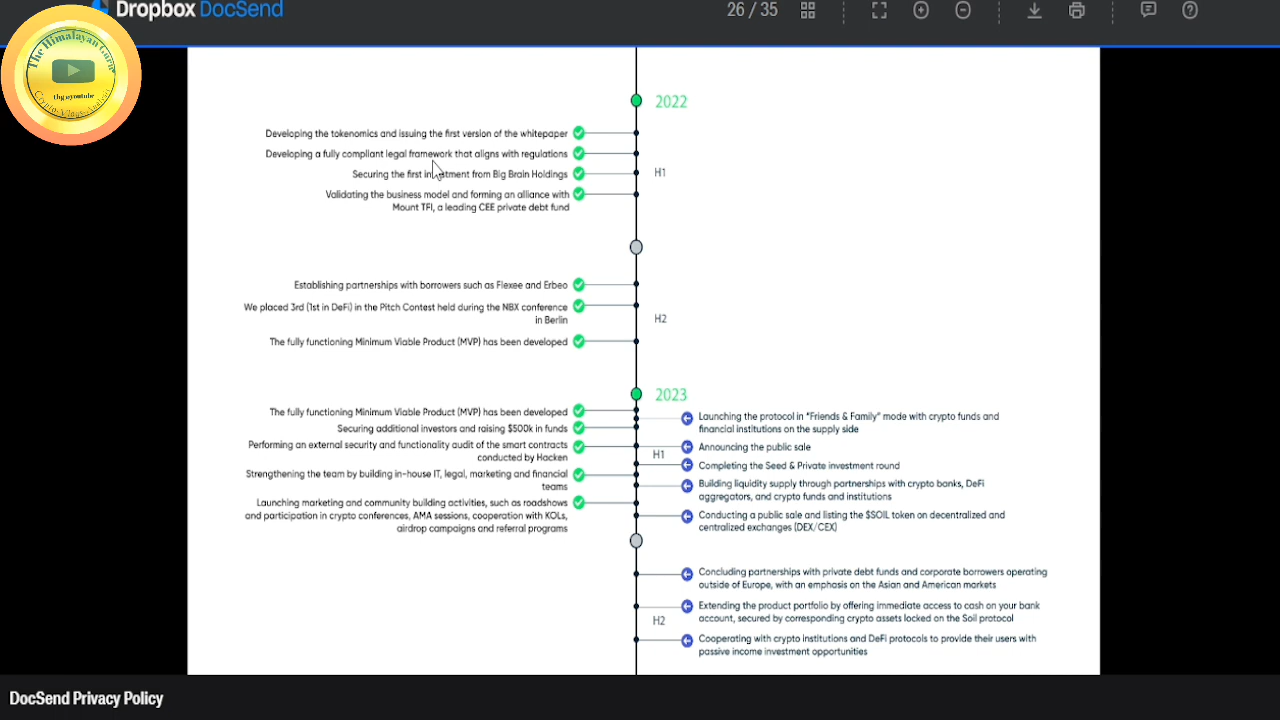 Dropbox DocSend
26 / 35
The Himalayan Guru
thg gyoutube
Crypto-Vlogs-Analysis
2022
Developing the tokenomics and issuing the first version of the whitepaper
Developing a fully compliant legal framework that aligns with regulations
Securing the first investment from Big Brain Holdings
H1
Validating the business model and forming an alliance with
Mount TFI, a leading CEE private debt fund
Establishing partnerships with borrowers such as Flexee and Erbeo
We placed 3rd (1st in DeFi) in the Pitch Contest held during the NBX conference
in Berlin
H2
The fully functioning Minimum Viable Product (MVP) has been developed
2023
The fully functioning Minimum Viable Product (MVP) has been developed
Securing additional investors and raising $500k in funds
Performing an external security and functionality audit of the smart contracts
conducted by Hacken
Strengthening the team by building in-house IT, legal, marketing and financial
teams
Launching marketing and community building activities, such as roadshows
and participation in crypto conferences, AMA sessions, cooperation with KOLs,
airdrop campaigns and referral programs
H1
Launching the protocol in "Friends & Family" mode with crypto funds and
financial institutions on the supply side
Announcing the public sale
Completing the Seed & Private investment round
Building liquidity supply through partnerships with crypto banks, DeFi
aggregators, and crypto funds and institutions
Conducting a public sale and listing the $SOIL token on decentralized and
centralized exchanges (DEX/CEX)
H2
Concluding partnerships with private debt funds and corporate borrowers operating
outside of Europe, with an emphasis on the Asian and American markets
Extending the product portfolio by offering immediate access to cash on your bank
account, secured by corresponding crypto assets locked on the Soil protocol
Cooperating with crypto institutions and DeFi protocols to provide their users with
passive income investment opportunities
DocSend Privacy Policy